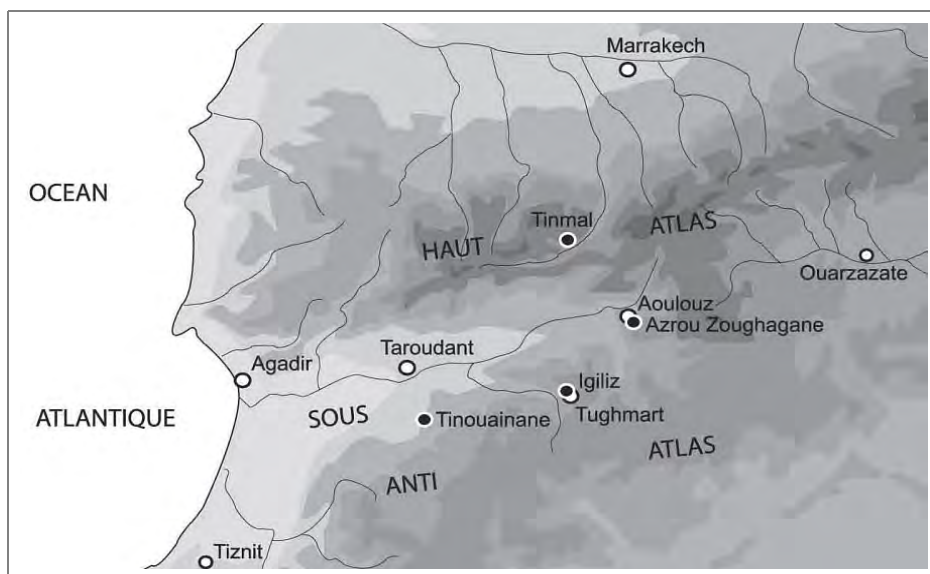 Marrakech
OCEAN
Tinmal
ATLAS
HAUT
Ouarzazate
Aoulouz
Azrou Zoughagane
Agadir
Taroudant
Igiliz
ATLANTIQUE
SOUS
Tinouainane
Tughmart
ATLAS
ANTI
Tiznit